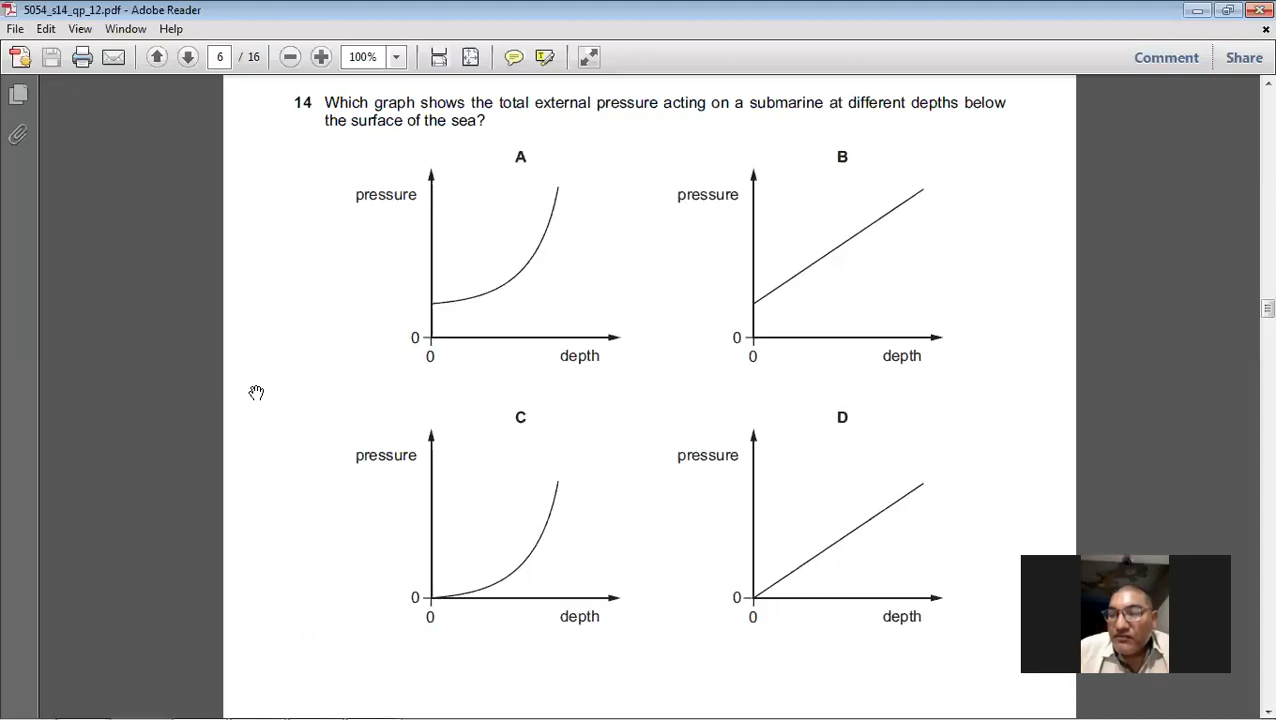 5054_s14_qp_12.pdf - Adobe Reader
File Edit View Window Help
6 / 16 100% Comment Share
14 Which graph shows the total external pressure acting on a submarine at different depths below
the surface of the sea?
A B
pressure pressure
0 0
0 depth 0 depth
C D
pressure pressure
0 0
0 depth 0 depth